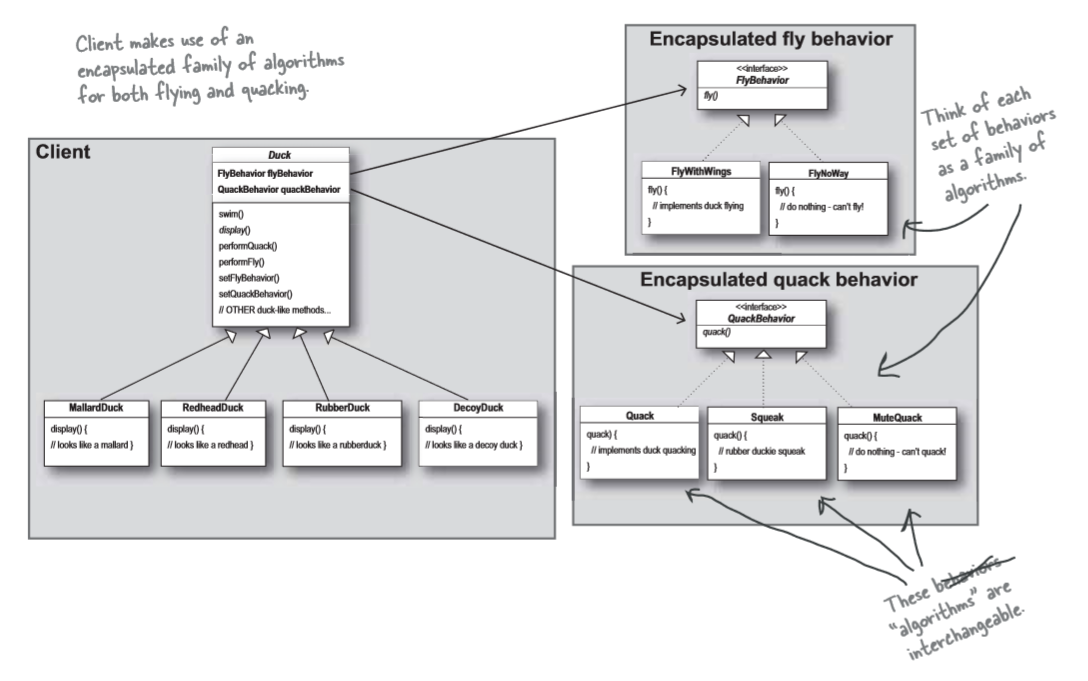 Client makes use of an
encapsulated family of algorithms
for both flying and quacking.
Client
Duck
FlyBehavior flyBehavior
QuackBehavior quackBehavior
swim()
display()
performQuack()
performFly()
setFlyBehavior()
setQuackBehavior()
// OTHER duck-like methods...
MallardDuck
display() {
// looks like a mallard }
RedheadDuck
display() {
// looks like a redhead }
RubberDuck
display() {
// looks like a rubberduck }
DecoyDuck
display() {
// looks like a decoy duck }
Encapsulated fly behavior
<<interface>>
FlyBehavior
fly()
FlyWithWings
fly() {
// implements duck flying
}
FlyNoWay
fly() {
// do nothing - can't fly!
}
Think of each
set of behaviors
as a family of
algorithms.
Encapsulated quack behavior
<<interface>>
QuackBehavior
quack()
Quack
quack) {
// implements duck quacking
}
Squeak
quack() {
// rubber duckie squeak
}
MuteQuack
quack() {
// do nothing - can't quack!
}
These behaviors
"algorithms" are
interchangeable.